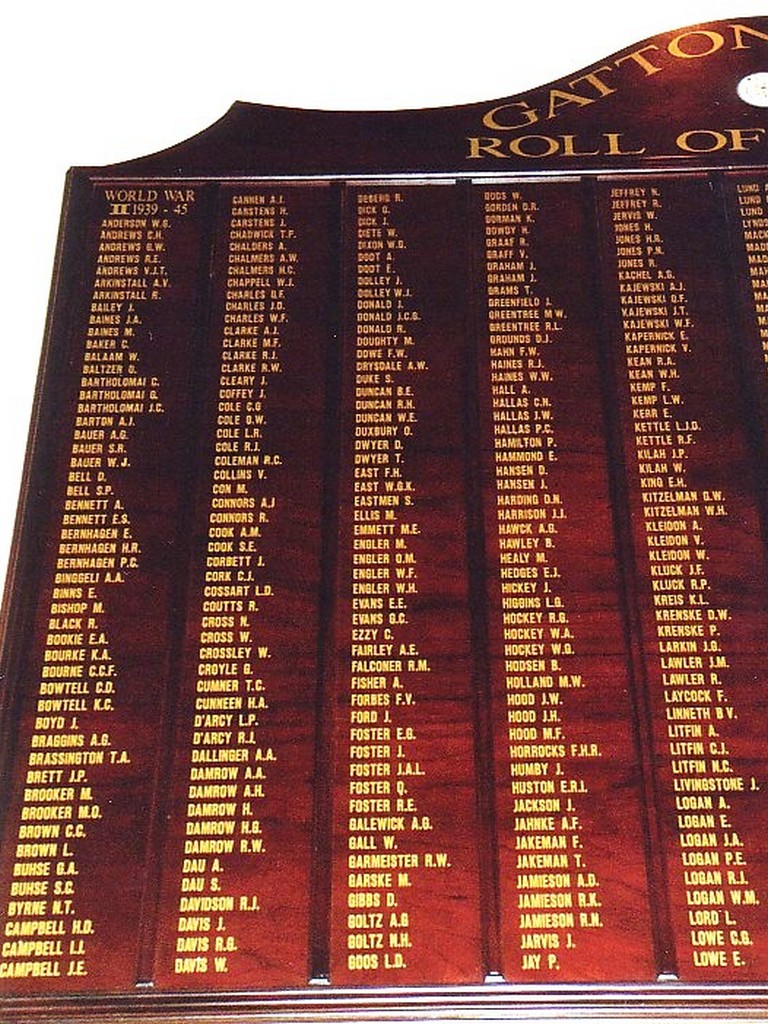 GATTON
ROLL OF
WORLD WAR
II 1939 - 45
ANDERSON W.G.
ANDREWS C.H.
ANDREWS G.W.
ANDREWS R.E.
ANDREWS V.J.T.
ARKINSTALL A.V.
ARKINSTALL R.
BAILEY J.
BAINES J.A.
BAINES M.
BAKER C.
BALAAM W.
BALTZER O.
BARTHOLOMAI C.
BARTHOLOMAI G.
BARTHOLOMAI J.C.
BARTON A.J.
BAUER A.G.
BAUER S.R.
BAUER W.J.
BELL D.
BELL S.P.
BENNETT A.
BENNETT E.S.
BERNHAGEN E.
BERNHAGEN H.R.
BERNHAGEN P.C.
BINGGELI A.A.
BINNS E.
BISHOP M.
BLACK R.
BOOKIE E.A.
BOURKE K.A.
BOURNE C.C.F.
BOWTELL C.D.
BOWTELL K.C.
BOYD J.
BRAGGINS A.G.
BRASSINGTON T.A.
BRETT J.P.
BROOKER M.
BROOKER M.O.
BROWN C.C.
BROWN L.
BUHSE G.A.
BUHSE S.C.
BYRNE N.T.
CAMPBELL H.D.
CAMPBELL I.I.
CAMPBELL J.E.
CANNEN A.J.
CARSTENS H.
CARSTENS J.
CHADWICK T.P.
CHALDERS A.
CHALMERS A.W.
CHALMERS H.C.
CHAPPELL W.J.
CHARLES D.F.
CHARLES J.D.
CHARLES W.F.
CLARKE A.J.
CLARKE M.F.
CLARKE R.J.
CLARKE R.W.
CLEARY J.
COFFEY J.
COLE C.G
COLE G.W.
COLE L.R.
COLE R.J.
COLEMAN R.C.
COLLINS V.
CON M.
CONNORS A.J
CONNORS R.
COOK A.M.
COOK S.E.
CORBETT J.
CORK C.J.
COSSART L.D.
COUTTS R.
CROSS N.
CROSS W.
CROSSLEY W.
CROYLE G.
CUMNER T.C.
CUNNEEN H.A.
D'ARCY L.P.
D'ARCY R.J.
DALLINGER A.A.
DAMROW A.A.
DAMROW A.H.
DAMROW H.
DAMROW H.G.
DAMROW R.W.
DAU A.
DAU S.
DAVIDSON R.J.
DAVIS J.
DAVIS R.G.
DAVIS W.
DEBERG R.
DICK G.
DICK J.
DIETE W.
DIXON W.G.
DODT A.
DODT E.
DOLLEY J.
DOLLEY W.J.
DONALD J.
DONALD J.C.G.
DONALD R.
DOUGHTY M.
DOWE F.W.
DRYSDALE A.W.
DUKE S.
DUNCAN B.E.
DUNCAN R.H.
DUNCAN W.E.
DUXBURY O.
DWYER D.
DWYER T.
EAST F.H.
EAST W.G.K.
EASTMEN S.
ELLIS M.
EMMETT M.E.
ENGLER M.
ENGLER O.M.
ENGLER W.F.
ENGLER W.H.
EVANS E.E.
EVANS G.C.
EZZY C.
FAIRLEY A.E.
FALCONER R.M.
FISHER A.
FORBES F.V.
FORD J.
FOSTER E.G.
FOSTER J.
FOSTER J.A.L.
FOSTER Q.
FOSTER R.E.
GALEWICK A.G.
GALL W.
GARMEISTER R.W.
GARSKE M.
GIBBS D.
GOLTZ A.G
GOLTZ N.H.
GOOS L.D.
GOOS W.
GORDEN D.R.
GORMAN K.
GOWDY H.
GRAAF R.
GRAFF V.
GRAHAM J.
GRAHAM J.
GRAMS T.
GREENFIELD J.
GREENTREE M.W.
GREENTREE R.L.
GROUNDS D.J.
HAHN F.W.
HAINES R.J.
HAINES W.W.
HALL A.
HALLAS C.H.
HALLAS J.W.
HALLAS P.C.
HAMILTON P.
HAMMOND E.
HANSEN D.
HANSEN J.
HARDING D.N.
HARRISON J.J.
HAWCK A.G.
HAWLEY B.
HEALY M.
HEDGES E.J.
HICKEY J.
HIGGINS L.G.
HOCKEY R.G.
HOCKEY W.A.
HOCKEY W.G.
HODSEN B.
HOLLAND M.W.
HOOD J.W.
HOOD J.H.
HOOD M.F.
HORROCKS F.H.R.
HUMBY J.
HUSTON E.R.I.
JACKSON J.
JAHNKE A.F.
JAKEMAN F.
JAKEMAN T.
JAMIESON A.D.
JAMIESON R.K.
JAMIESON R.N.
JARVIS J.
JAY P.
JEFFREY N.
JEFFREY R.
JERVIS W.
JONES H.
JONES H.R.
JONES P.N.
JONES R.
KACHEL A.G.
KAJEWSKI A.J.
KAJEWSKI D.F.
KAJEWSKI J.T.
KAJEWSKI W.F.
KAPERNICK E.
KAPERNICK V.
KEAN R.A.
KEAN W.H.
KEMP F.
KEMP L.W.
KERR E.
KETTLE L.J.D.
KETTLE R.F.
KILAH J.P.
KILAH W.
KING E.H.
KITZELMAN G.W.
KITZELMAN W.H.
KLEIDON A.
KLEIDON V.
KLEIDON W.
KLUCK J.F.
KLUCK R.P.
KREIS K.L.
KRENSKE D.W.
KRENSKE P.
LARKIN J.G.
LAWLER J.M.
LAWLER R.
LAYCOCK F.
LINNETH B V.
LITFIN A.
LITFIN C.J.
LITFIN N.C.
LIVINGSTONE J.
LOGAN A.
LOGAN E.
LOGAN J.A.
LOGAN P.E.
LOGAN R.J.
LOGAN W.M.
LORD L.
LOWE C.G.
LOWE E.
LUND
LUND
LUND